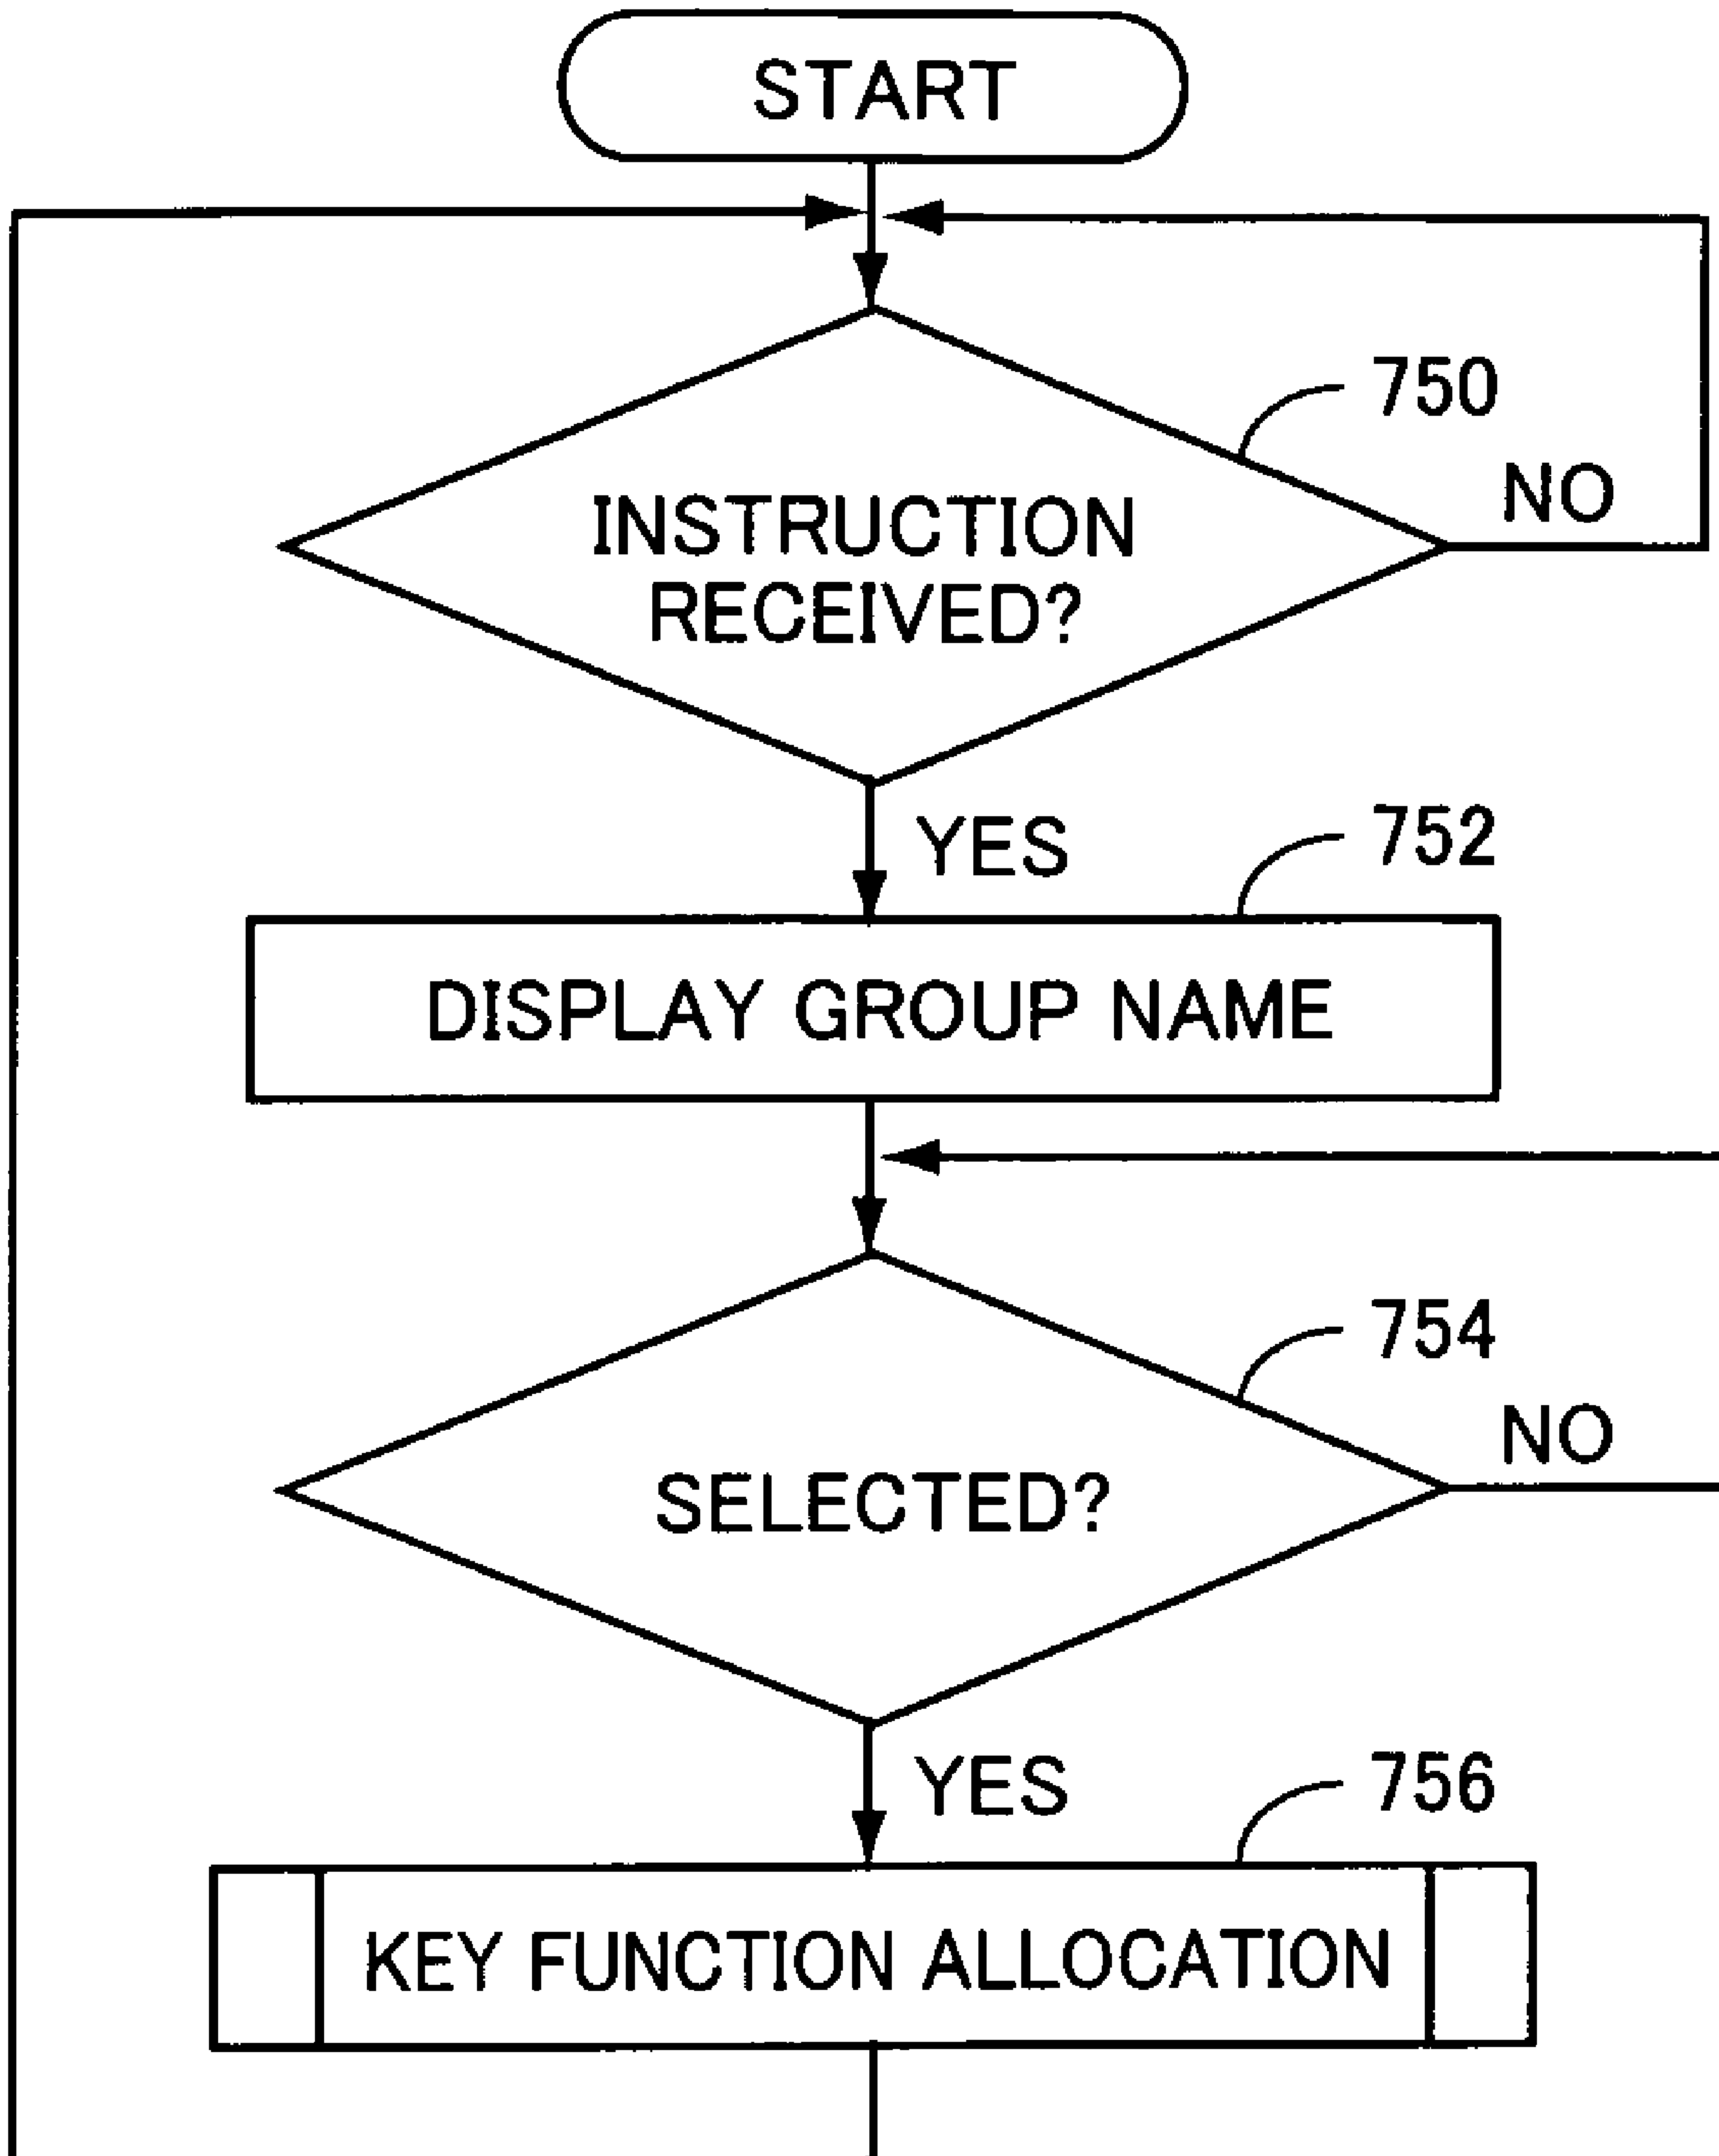 START
750
NO
INSTRUCTION
RECEIVED?
YES
752
DISPLAY GROUP NAME
754
NO
SELECTED?
YES
756
KEY FUNCTION ALLOCATION